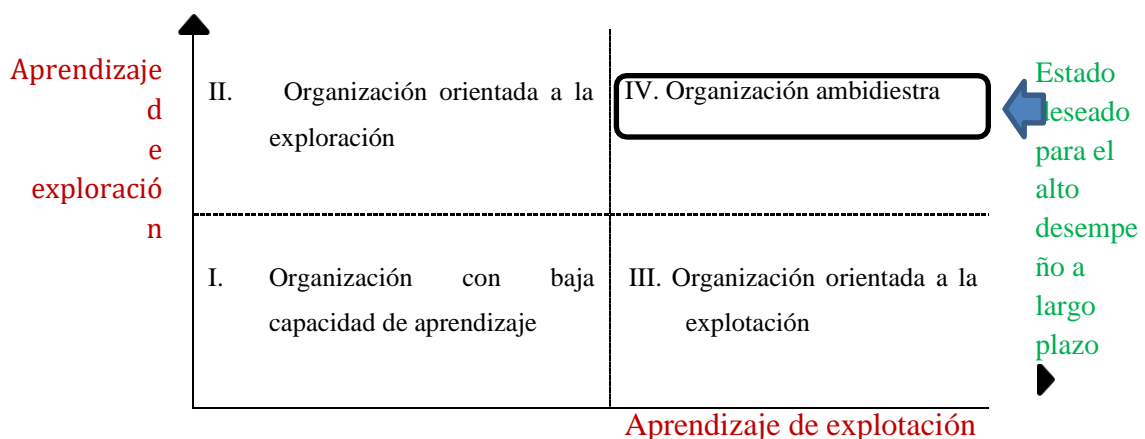 Aprendizaje
d
e
exploració
n
II. Organización orientada a la
exploración
IV. Organización ambidiestra
Estado
deseado
para el
alto
desempe
ño a
largo
plazo
I. Organización con baja
capacidad de aprendizaje
III. Organización orientada a la
explotación
Aprendizaje de explotación